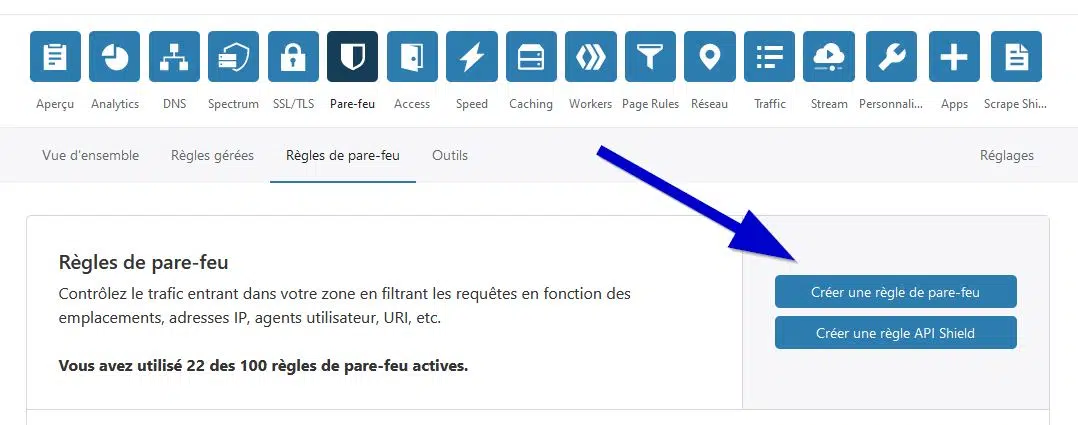 Aperçu Analytics DNS Spectrum SSL/TLS Pare-feu Access Speed Caching Workers Page Rules Réseau Traffic Stream Personnali... Apps Scrape Shi...
Vue d'ensemble Règles gérées Règles de pare-feu Outils Réglages
Règles de pare-feu
Contrôlez le trafic entrant dans votre zone en filtrant les requêtes en fonction des
emplacements, adresses IP, agents utilisateur, URI, etc.
Vous avez utilisé 22 des 100 règles de pare-feu actives.
Créer une règle de pare-feu
Créer une règle API Shield